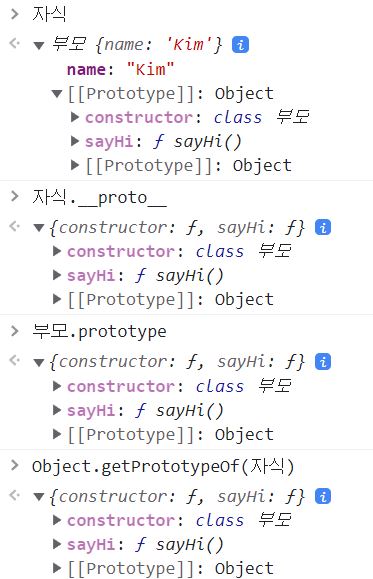 > 자식
<· ▼ 부모 {name: 'Kim'} i
name: "Kim"
▼ [[Prototype]]: Object
▶ constructor: class 부모
▶ sayHi: ƒ sayHi()
▶ [[Prototype]]: Object
> 자식.__proto__
<· ▼ {constructor: ƒ, sayHi: ƒ} i
▶ constructor: class 부모
▶ sayHi: ƒ sayHi()
▶ [[Prototype]]: Object
> 부모.prototype
<· ▼ {constructor: ƒ, sayHi: ƒ} i
▶ constructor: class 부모
▶ sayHi: ƒ sayHi()
▶ [[Prototype]]: Object
> Object.getPrototypeOf(자식)
<· ▼ {constructor: ƒ, sayHi: ƒ} i
▶ constructor: class 부모
▶ sayHi: ƒ sayHi()
▶ [[Prototype]]: Object